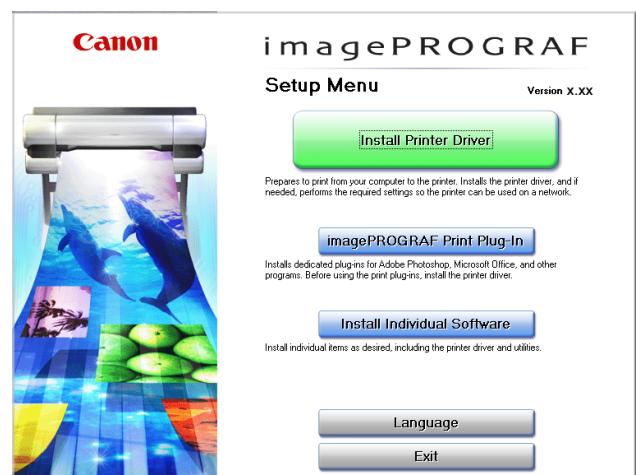 Canon
imagePROGRAF
Setup Menu
Version X.XX
Install Printer Driver
Prepares to print from your computer to the printer. Installs the printer driver, and if
needed, performs the required settings so the printer can be used on a network.
imagePROGRAF Print Plug-In
Installs dedicated plug-ins for Adobe Photoshop, Microsoft Office, and other
programs. Before using the print plug-ins, install the printer driver.
Install Individual Software
Install individual items as desired, including the printer driver and utilities.
Language
Exit